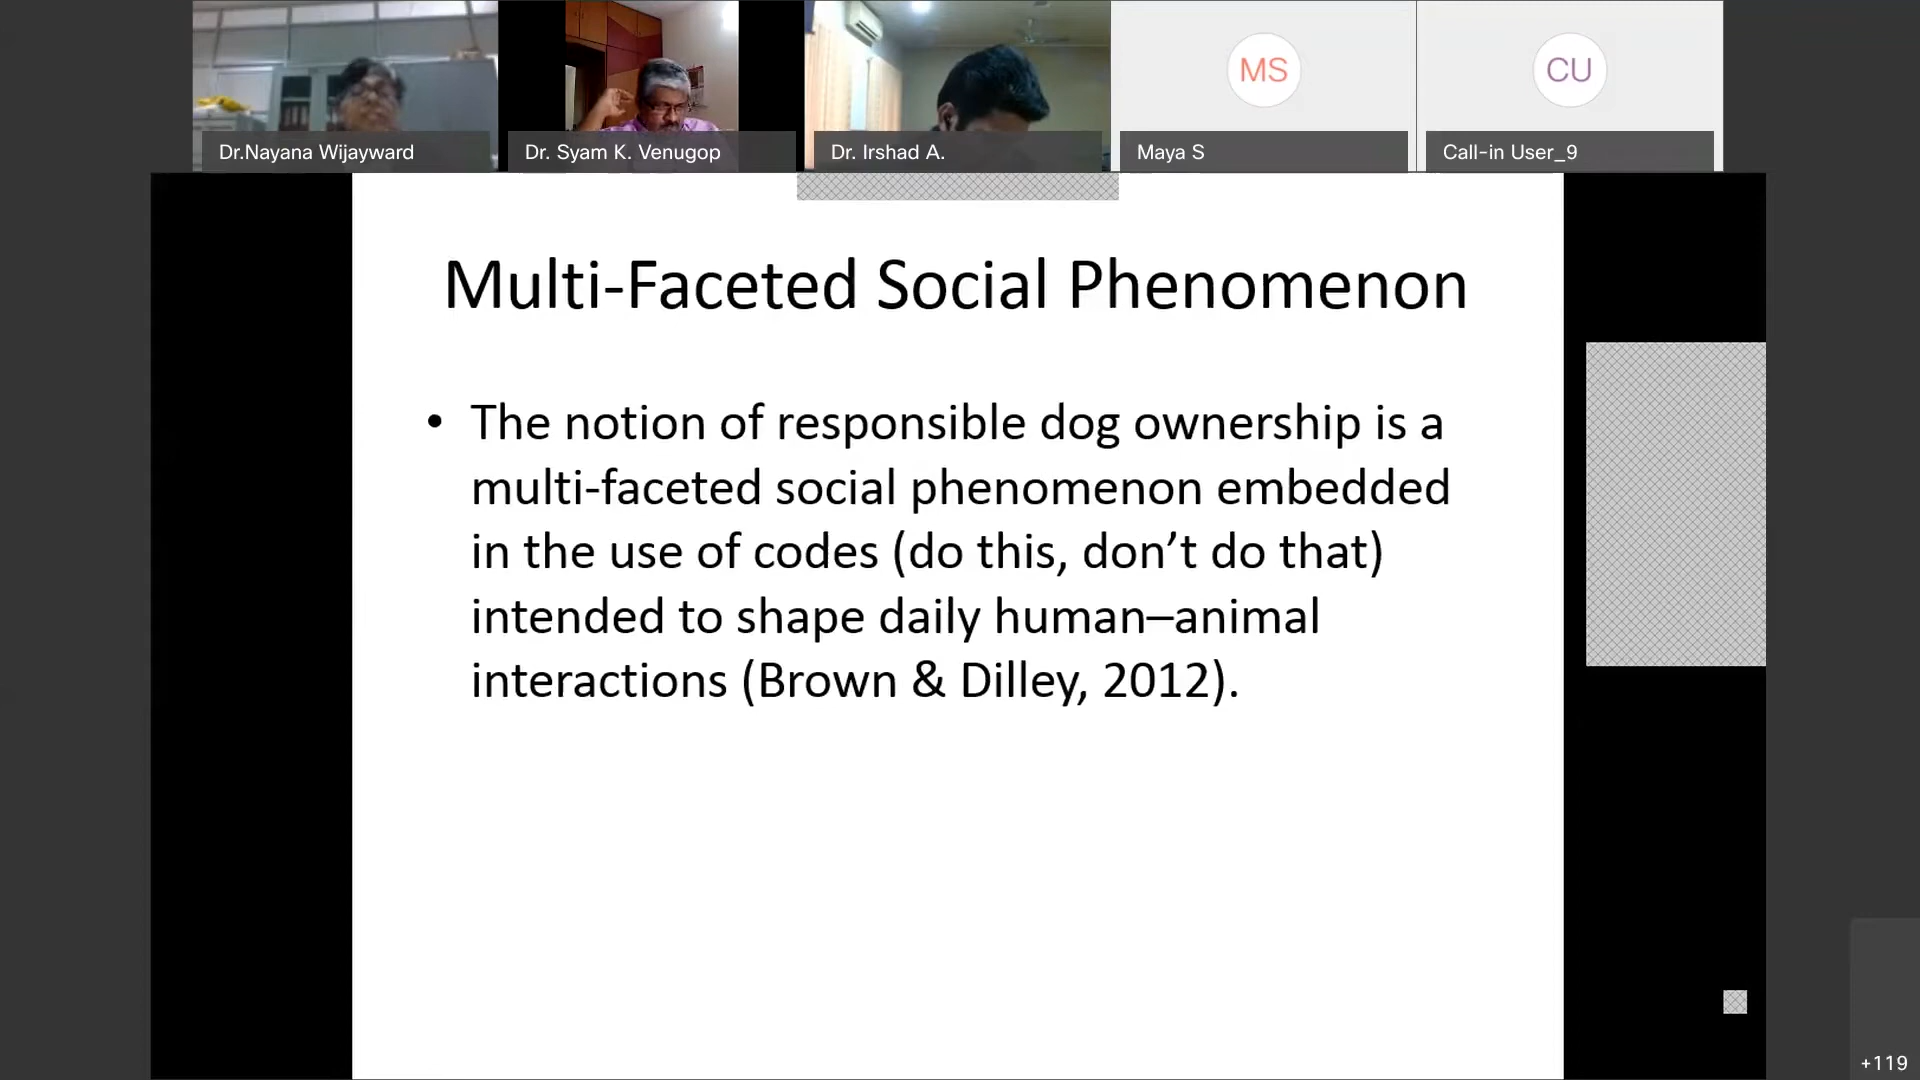 Dr.Nayana Wijayward
Dr. Syam K. Venugop
Dr. Irshad A.
MS
Maya S
CU
Call-in User_9
Multi-Faceted Social Phenomenon
• The notion of responsible dog ownership is a
multi-faceted social phenomenon embedded
in the use of codes (do this, don’t do that)
intended to shape daily human–animal
interactions (Brown & Dilley, 2012).
+119